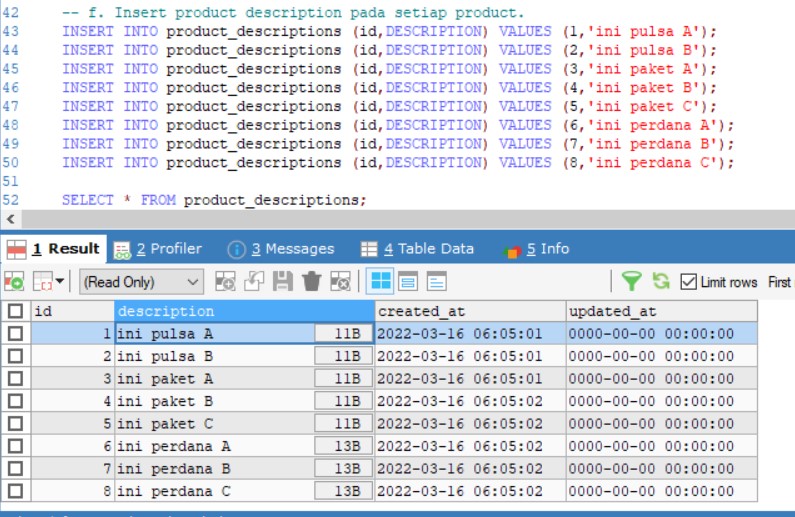 42 -- f. Insert product description pada setiap product.
43 INSERT INTO product_descriptions (id,DESCRIPTION) VALUES (1,'ini pulsa A');
44 INSERT INTO product_descriptions (id,DESCRIPTION) VALUES (2,'ini pulsa B');
45 INSERT INTO product_descriptions (id,DESCRIPTION) VALUES (3,'ini paket A');
46 INSERT INTO product_descriptions (id,DESCRIPTION) VALUES (4,'ini paket B');
47 INSERT INTO product_descriptions (id,DESCRIPTION) VALUES (5,'ini paket C');
48 INSERT INTO product_descriptions (id,DESCRIPTION) VALUES (6,'ini perdana A');
49 INSERT INTO product_descriptions (id,DESCRIPTION) VALUES (7,'ini perdana B');
50 INSERT INTO product_descriptions (id,DESCRIPTION) VALUES (8,'ini perdana C');
51
52 SELECT * FROM product_descriptions;
1 Result 2 Profiler 3 Messages 4 Table Data 5 Info
(Read Only) Limit rows First
id description created_at updated_at
1 ini pulsa A 11B 2022-03-16 06:05:01 0000-00-00 00:00:00
2 ini pulsa B 11B 2022-03-16 06:05:01 0000-00-00 00:00:00
3 ini paket A 11B 2022-03-16 06:05:01 0000-00-00 00:00:00
4 ini paket B 11B 2022-03-16 06:05:02 0000-00-00 00:00:00
5 ini paket C 11B 2022-03-16 06:05:02 0000-00-00 00:00:00
6 ini perdana A 13B 2022-03-16 06:05:02 0000-00-00 00:00:00
7 ini perdana B 13B 2022-03-16 06:05:02 0000-00-00 00:00:00
8 ini perdana C 13B 2022-03-16 06:05:02 0000-00-00 00:00:00